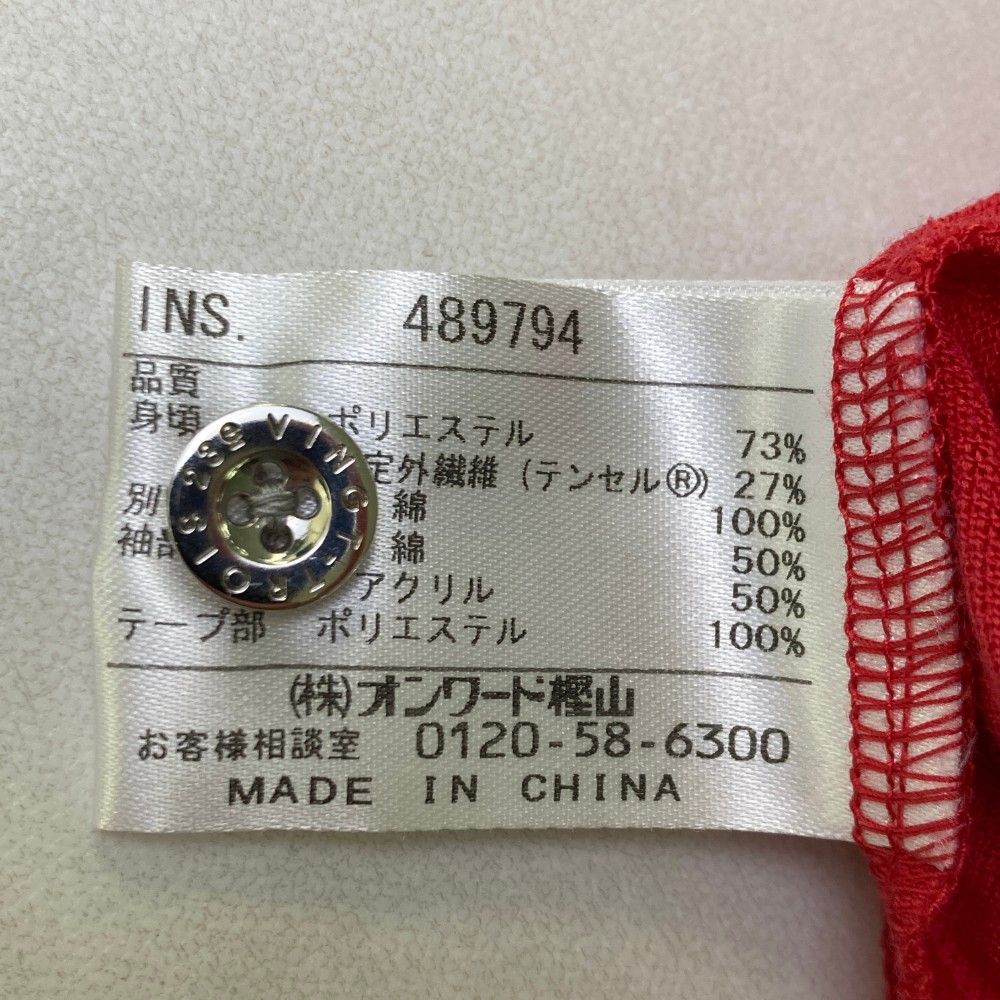 INS. 489794
品質
身頃 ポリエステル 73%
定外繊維 (テンセル®) 27%
別 綿 100%
袖部 綿 50%
アクリル 50%
テープ部 ポリエステル 100%
(株)オンワード樫山
お客様相談室 0120-58-6300
MADE IN CHINA
VINGT-TROIS